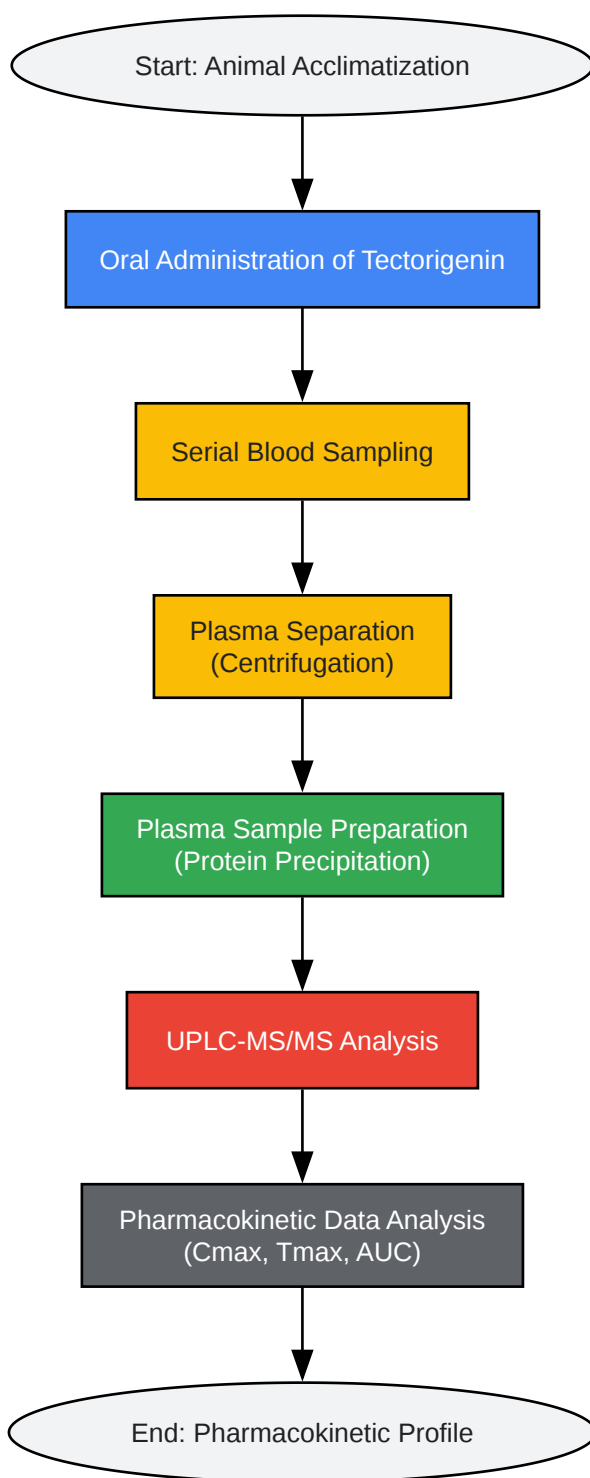 Start: Animal Acclimatization
Oral Administration of Tectorigenin
Serial Blood Sampling
Plasma Separation
(Centrifugation)
Plasma Sample Preparation
(Protein Precipitation)
UPLC-MS/MS Analysis
Pharmacokinetic Data Analysis
(Cmax, Tmax, AUC)
End: Pharmacokinetic Profile